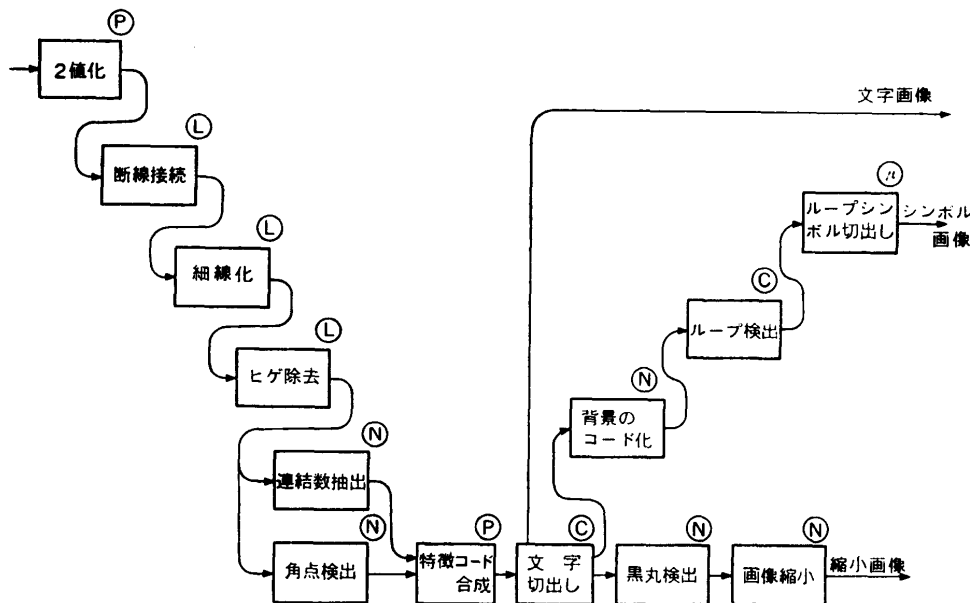 P
2値化
L
断線接続
L
細線化
L
ヒゲ除去
N
連結数抽出
N
角点検出
P
特徴コード
合成
C
文字
切出し
文字画像
N
背景の
コード化
C
ループ検出
μ
ループシン
ボル切出し
シンボル
画像
N
黒丸検出
N
画像縮小
縮小画像